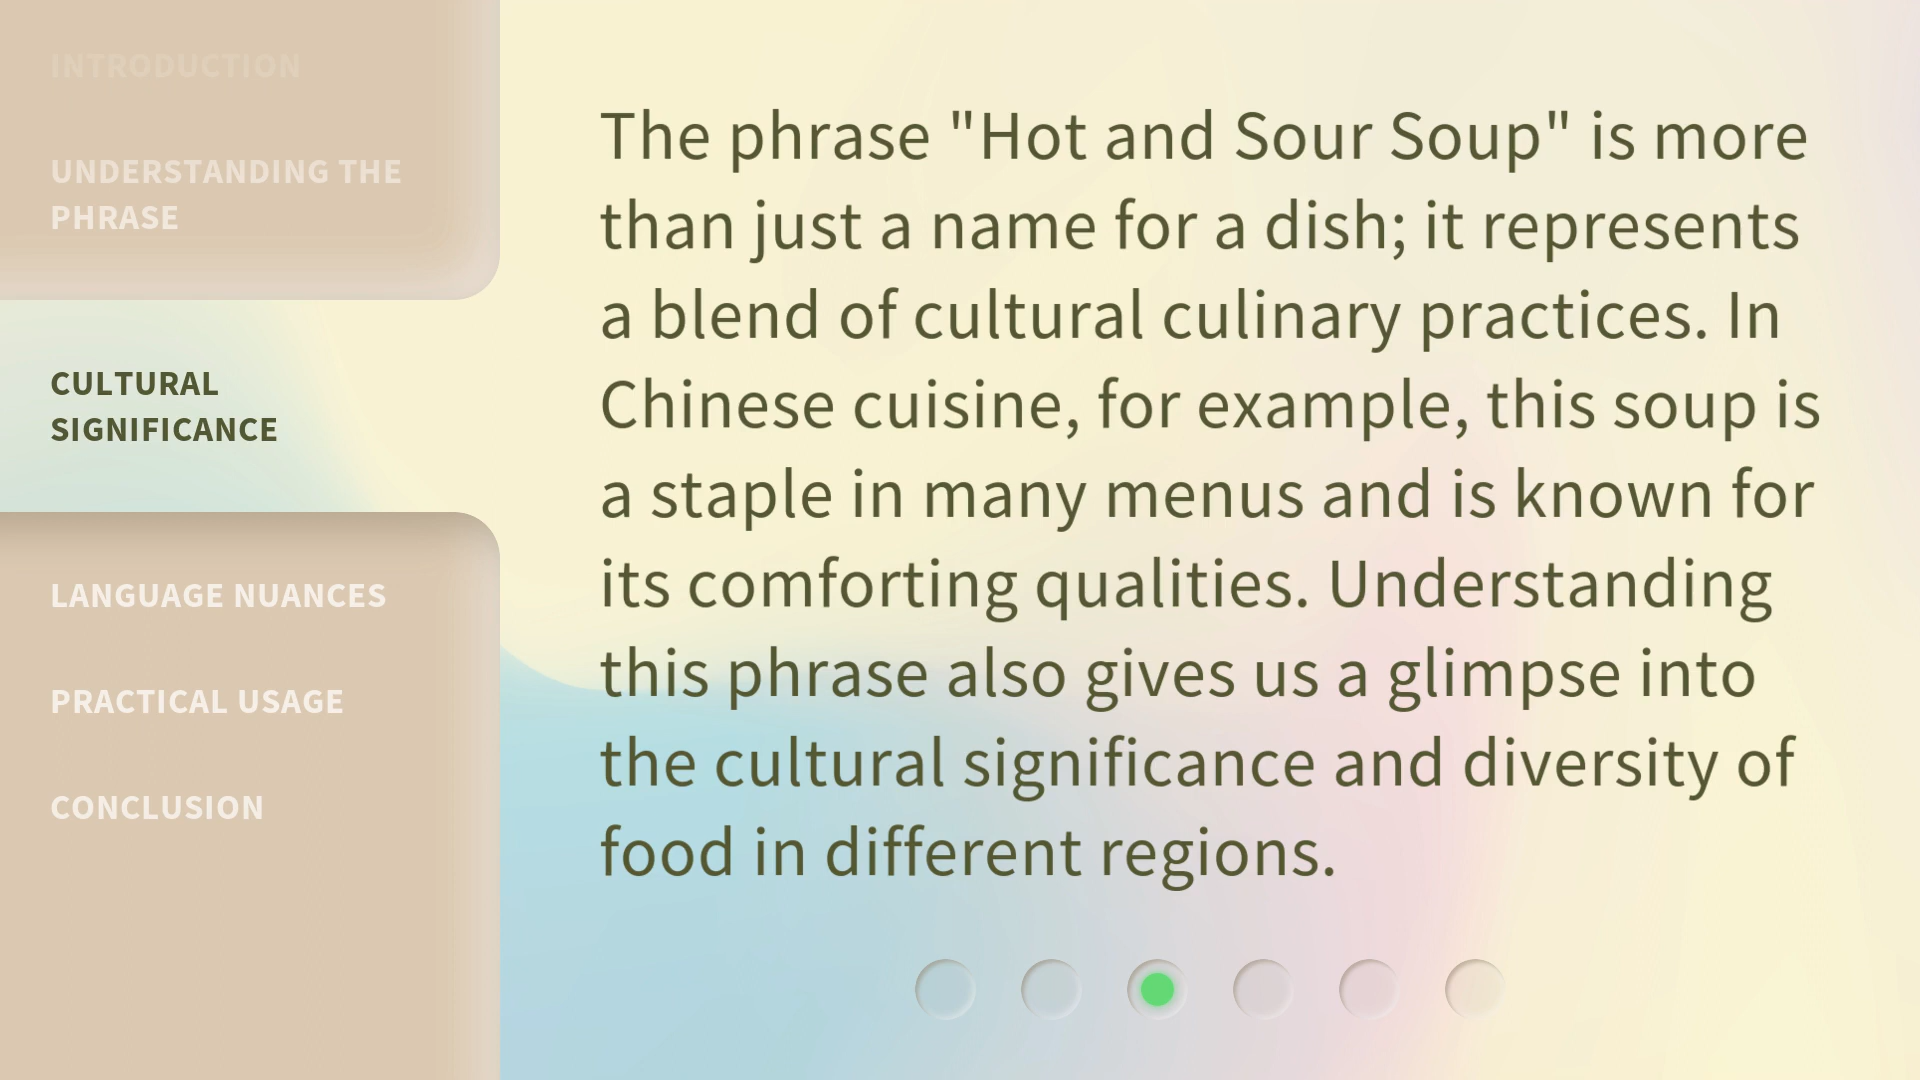 INTRODUCTION
UNDERSTANDING THE
PHRASE
CULTURAL
SIGNIFICANCE
LANGUAGE NUANCES
PRACTICAL USAGE
CONCLUSION
The phrase "Hot and Sour Soup" is more
than just a name for a dish; it represents
a blend of cultural culinary practices. In
Chinese cuisine, for example, this soup is
a staple in many menus and is known for
its comforting qualities. Understanding
this phrase also gives us a glimpse into
the cultural significance and diversity of
food in different regions.